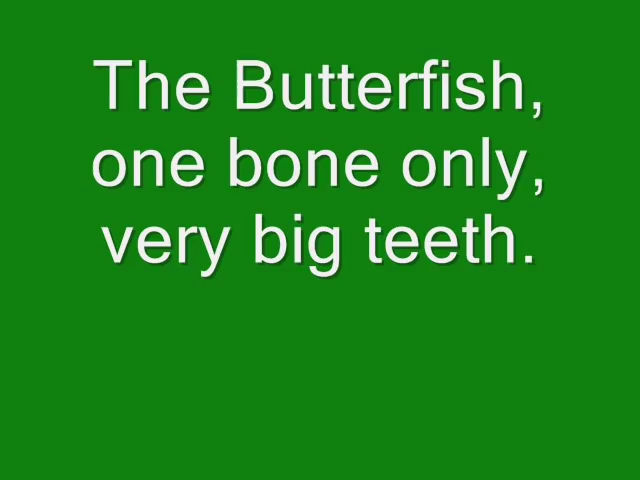 The Butterfish,
one bone only,
very big teeth.